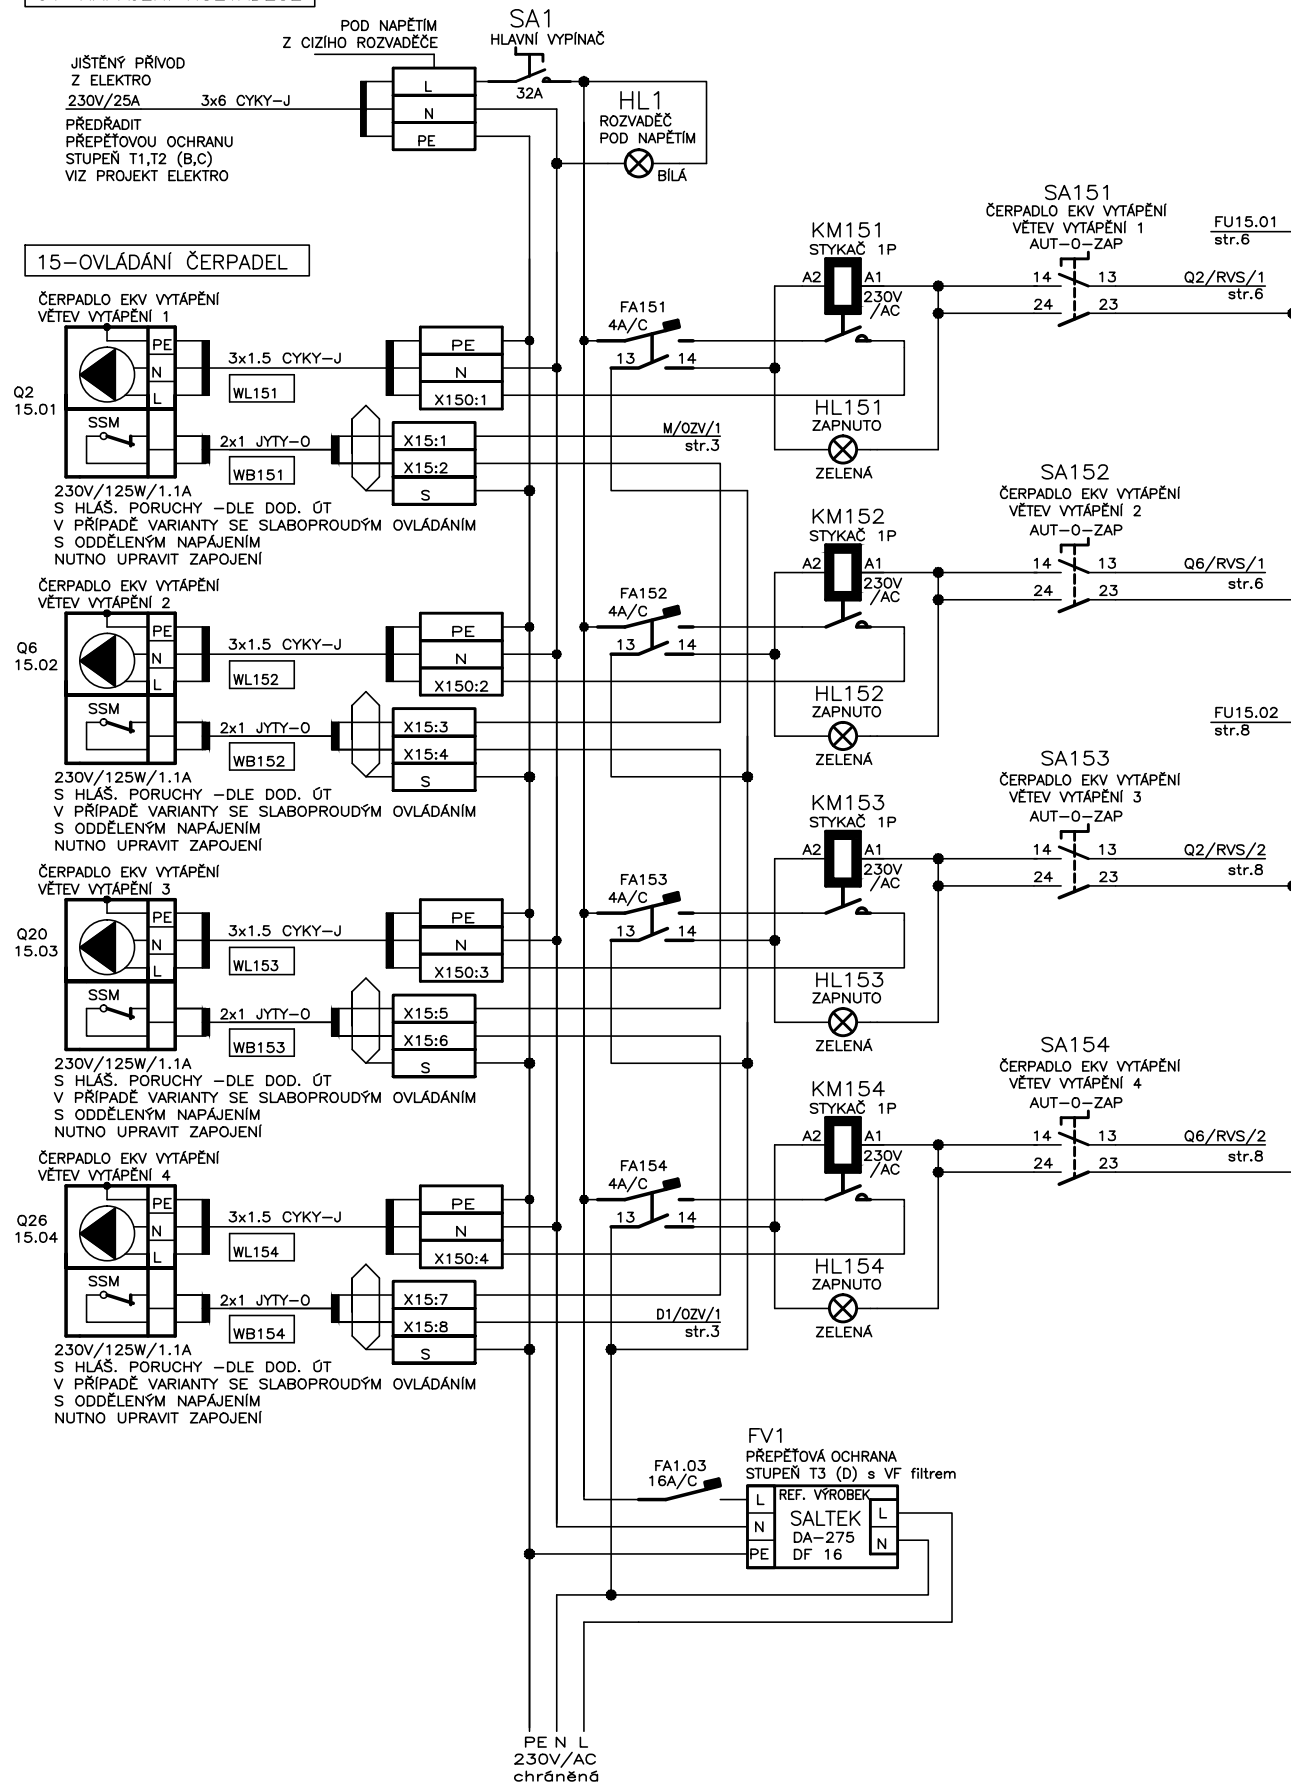 POD NAPĚTÍM
Z CIZÍHO ROZVADĚČE
SA1
HLAVNÍ VYPÍNAČ
32A
JIŠTĚNÝ PŘÍVOD
Z ELEKTRO
230V/25A
3x6 CYKY-J
L
N
PE
PŘEDŘADIT
PŘEPĚŤOVOU OCHRANU
STUPEŇ T1,T2 (B,C)
VIZ PROJEKT ELEKTRO
HL1
ROZVADĚČ
POD NAPĚTÍM
BÍLÁ
15-OVLÁDÁNÍ ČERPADEL
ČERPADLO EKV VYTÁPĚNÍ
VĚTEV VYTÁPĚNÍ 1
Q2
15.01
PE
N
L
3x1.5 CYKY-J
WL151
PE
N
X150:1
SSM
2x1 JYTY-O
WB151
X15:1
X15:2
S
M/OZV/1
str.3
230V/125W/1.1A
S HLÁŠ. PORUCHY -DLE DOD. ÚT
V PŘÍPADĚ VARIANTY SE SLABOPROUDÝM OVLÁDÁNÍM
S ODDĚLENÝM NAPÁJENÍM
NUTNO UPRAVIT ZAPOJENÍ
FA151
4A/C
13 14
KM151
STYKAČ 1P
A2 A1
230V
/AC
HL151
ZAPNUTO
ZELENÁ
SA151
ČERPADLO EKV VYTÁPĚNÍ
VĚTEV VYTÁPĚNÍ 1
AUT-O-ZAP
14 13
24 23
FU15.01
str.6
Q2/RVS/1
str.6
ČERPADLO EKV VYTÁPĚNÍ
VĚTEV VYTÁPĚNÍ 2
Q6
15.02
PE
N
L
3x1.5 CYKY-J
WL152
PE
N
X150:2
SSM
2x1 JYTY-O
WB152
X15:3
X15:4
S
230V/125W/1.1A
S HLÁŠ. PORUCHY -DLE DOD. ÚT
V PŘÍPADĚ VARIANTY SE SLABOPROUDÝM OVLÁDÁNÍM
S ODDĚLENÝM NAPÁJENÍM
NUTNO UPRAVIT ZAPOJENÍ
FA152
4A/C
13 14
KM152
STYKAČ 1P
A2 A1
230V
/AC
HL152
ZAPNUTO
ZELENÁ
SA152
ČERPADLO EKV VYTÁPĚNÍ
VĚTEV VYTÁPĚNÍ 2
AUT-O-ZAP
14 13
24 23
Q6/RVS/1
str.6
FU15.02
str.8
ČERPADLO EKV VYTÁPĚNÍ
VĚTEV VYTÁPĚNÍ 3
Q20
15.03
PE
N
L
3x1.5 CYKY-J
WL153
PE
N
X150:3
SSM
2x1 JYTY-O
WB153
X15:5
X15:6
S
230V/125W/1.1A
S HLÁŠ. PORUCHY -DLE DOD. ÚT
V PŘÍPADĚ VARIANTY SE SLABOPROUDÝM OVLÁDÁNÍM
S ODDĚLENÝM NAPÁJENÍM
NUTNO UPRAVIT ZAPOJENÍ
FA153
4A/C
13 14
KM153
STYKAČ 1P
A2 A1
230V
/AC
HL153
ZAPNUTO
ZELENÁ
SA153
ČERPADLO EKV VYTÁPĚNÍ
VĚTEV VYTÁPĚNÍ 3
AUT-O-ZAP
14 13
24 23
Q2/RVS/2
str.8
ČERPADLO EKV VYTÁPĚNÍ
VĚTEV VYTÁPĚNÍ 4
Q26
15.04
PE
N
L
3x1.5 CYKY-J
WL154
PE
N
X150:4
SSM
2x1 JYTY-O
WB154
X15:7
X15:8
S
D1/OZV/1
str.3
230V/125W/1.1A
S HLÁŠ. PORUCHY -DLE DOD. ÚT
V PŘÍPADĚ VARIANTY SE SLABOPROUDÝM OVLÁDÁNÍM
S ODDĚLENÝM NAPÁJENÍM
NUTNO UPRAVIT ZAPOJENÍ
FA154
4A/C
13 14
KM154
STYKAČ 1P
A2 A1
230V
/AC
HL154
ZAPNUTO
ZELENÁ
SA154
ČERPADLO EKV VYTÁPĚNÍ
VĚTEV VYTÁPĚNÍ 4
AUT-O-ZAP
14 13
24 23
Q6/RVS/2
str.8
FV1
PŘEPĚŤOVÁ OCHRANA
STUPEŇ T3 (D) s VF filtrem
FA1.03
16A/C
L
N
PE
REF. VÝROBEK
SALTEK
DA-275
DF 16
L
N
PE N L
230V/AC
chráněná